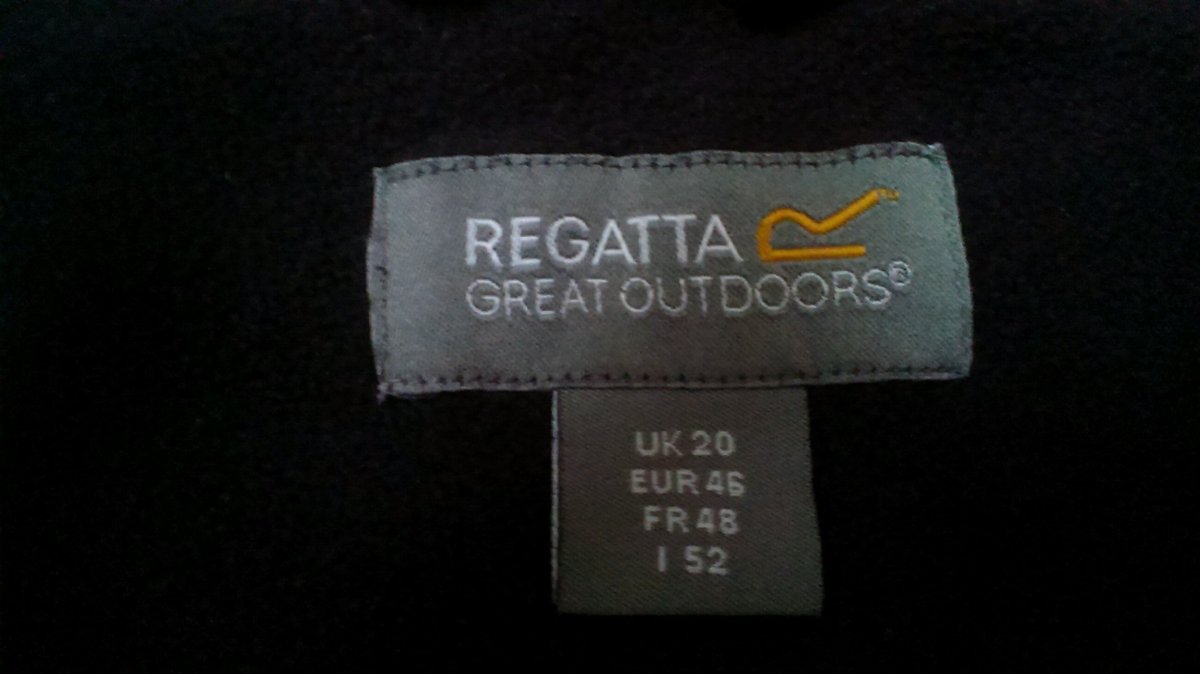 REGATTA
GREAT OUTDOORS®
UK 20
EUR 46
FR 48
I 52